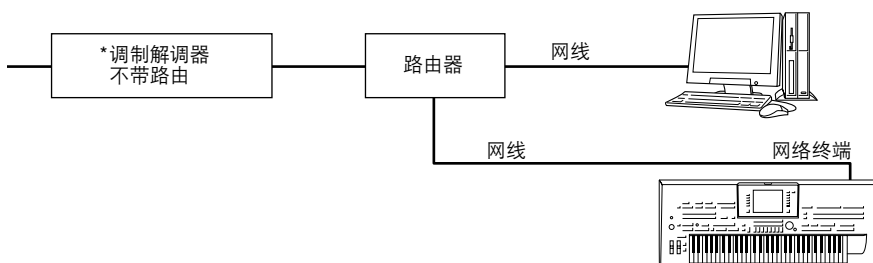 *调制解调器
不带路由
路由器
网线
网线
网络终端